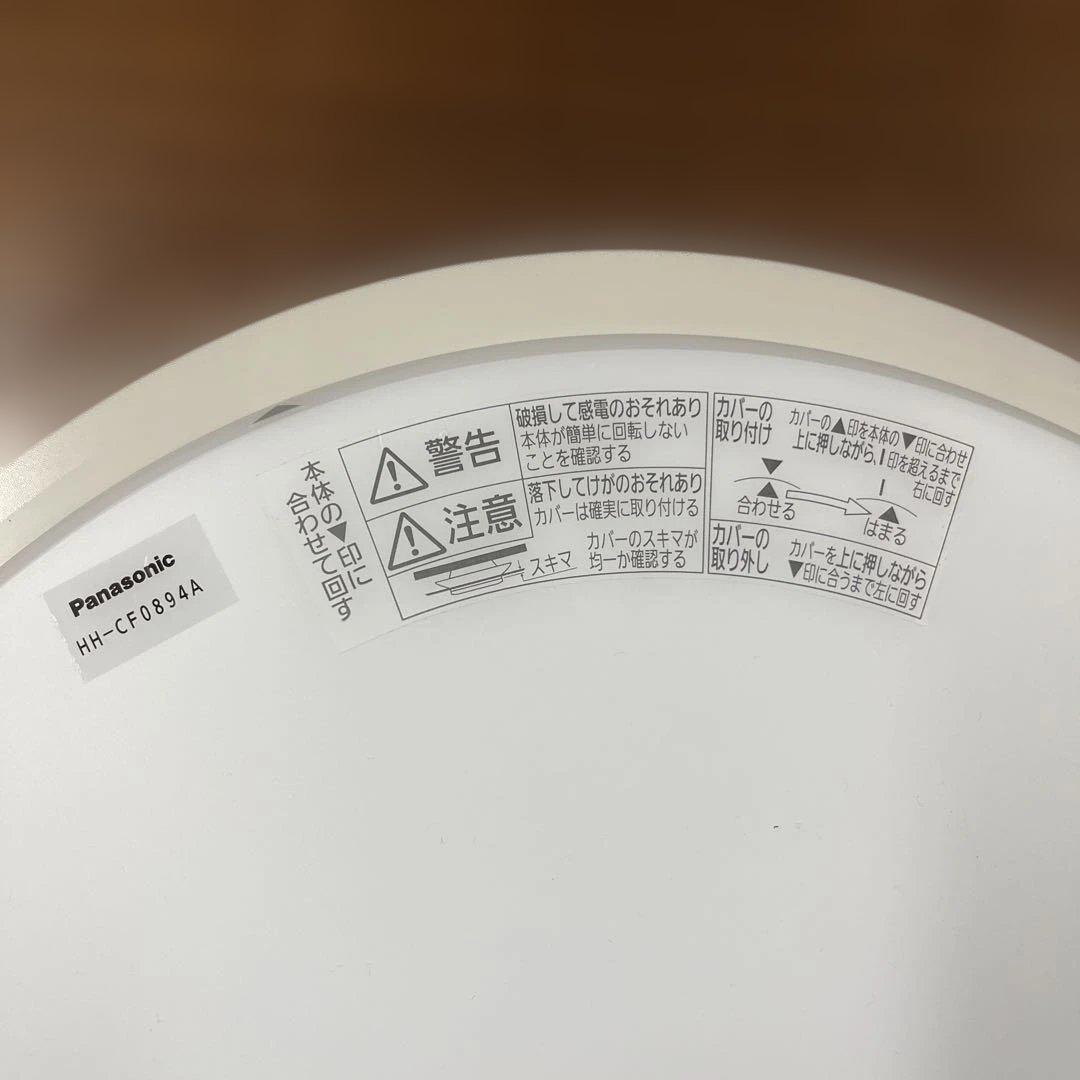 Panasonic
HH-CF0894A
本体の▼印に
合わせて回す
警告
破損して感電のおそれあり
本体が簡単に回転しない
ことを確認する
注意
落下してけがのおそれあり
カバーは確実に取り付ける
スキマ
カバーのスキマが
均一か確認する
カバーの
取り付け
カバーの▲印を本体の▼印に合わせ
上に押しながら、I印を超えるまで
右に回す
合わせる
はまる
カバーの
取り外し
カバーを上に押しながら
▼印に合うまで左に回す